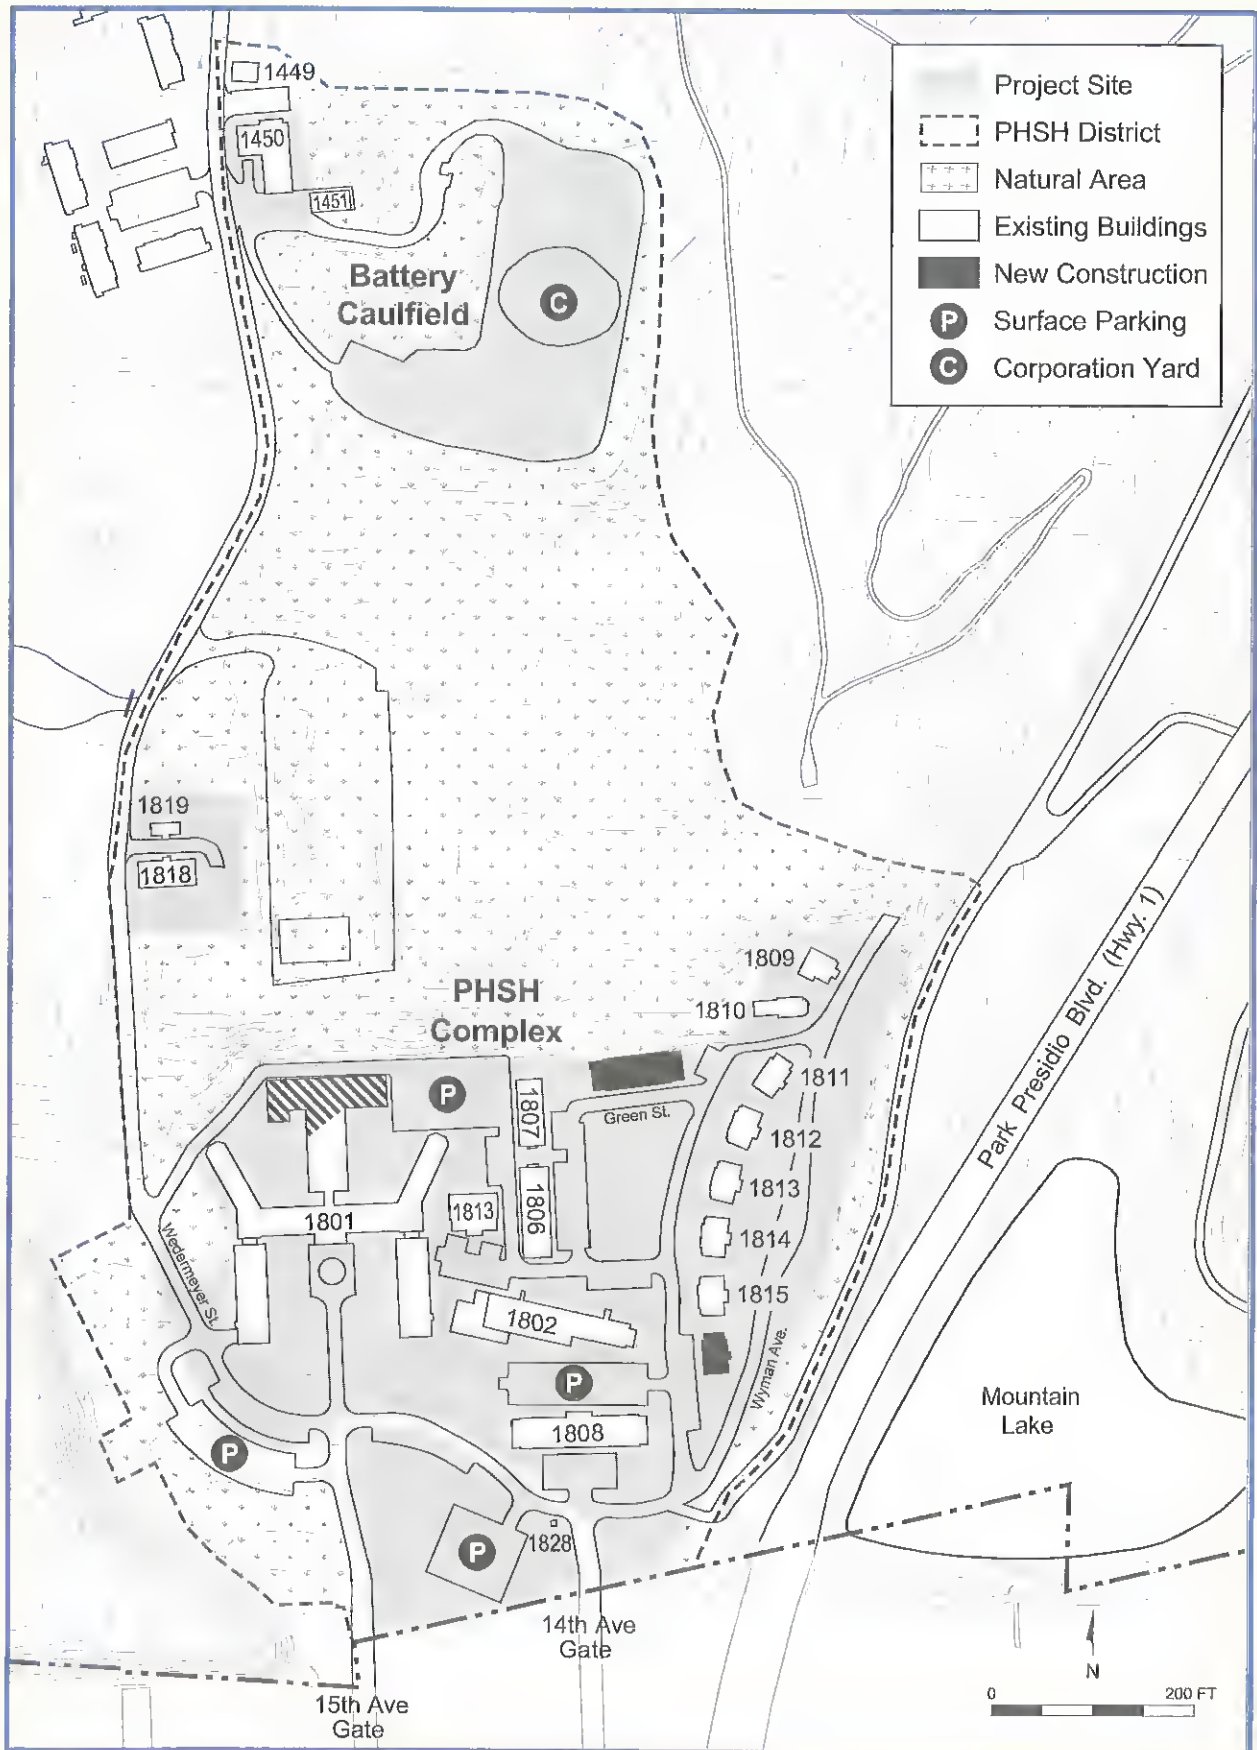 1449
1450
1451
Project Site
PHSH District
Natural Area
Existing Buildings
New Construction
P Surface Parking
C Corporation Yard
Battery
Caulfield
C
1819
1818
PHSH
Complex
1809
1810
1811
1812
1813
1814
1815
P
1807
Green St.
1806
1813
1801
1802
Wedermeyer St.
P
1808
P
P
1828
Wyman Ave.
Park Presidio Blvd. (Hwy. 1)
Mountain
Lake
14th Ave
Gate
15th Ave
Gate
N
0 200 FT